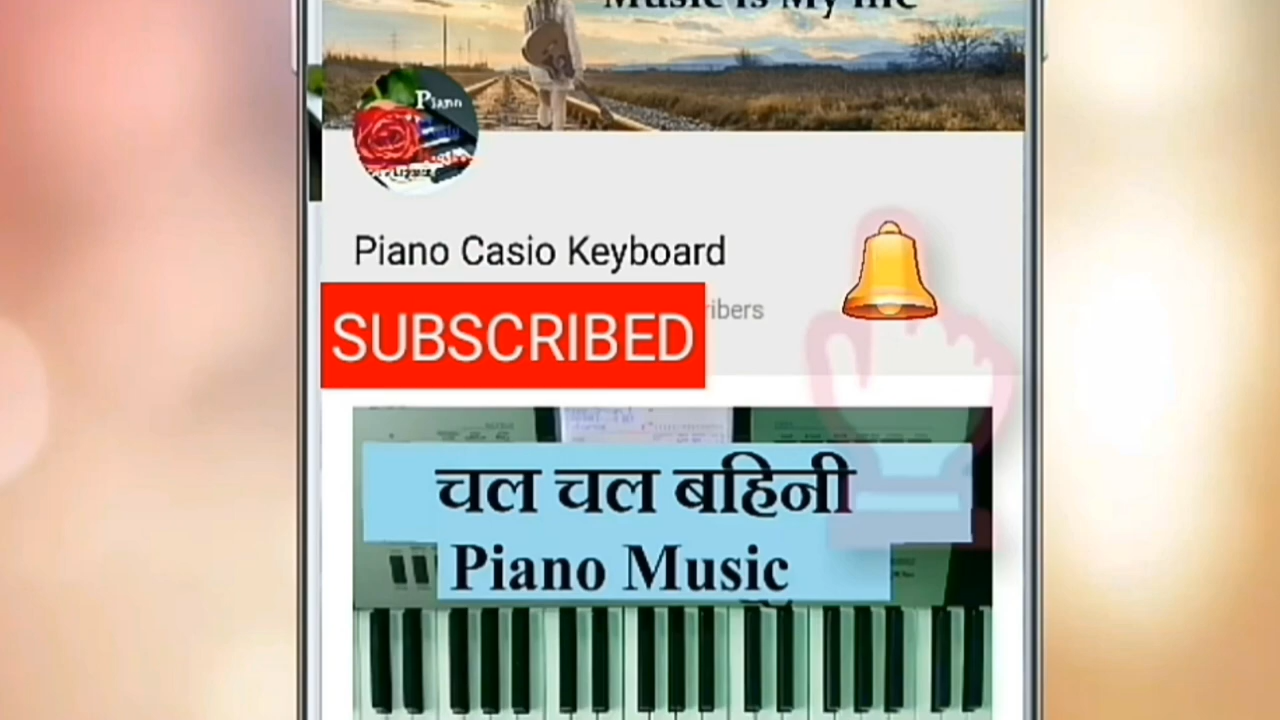 Music is My life
Piano
Piano Casio Keyboard
ribers
SUBSCRIBED
चल चल बहिनी
Piano Music